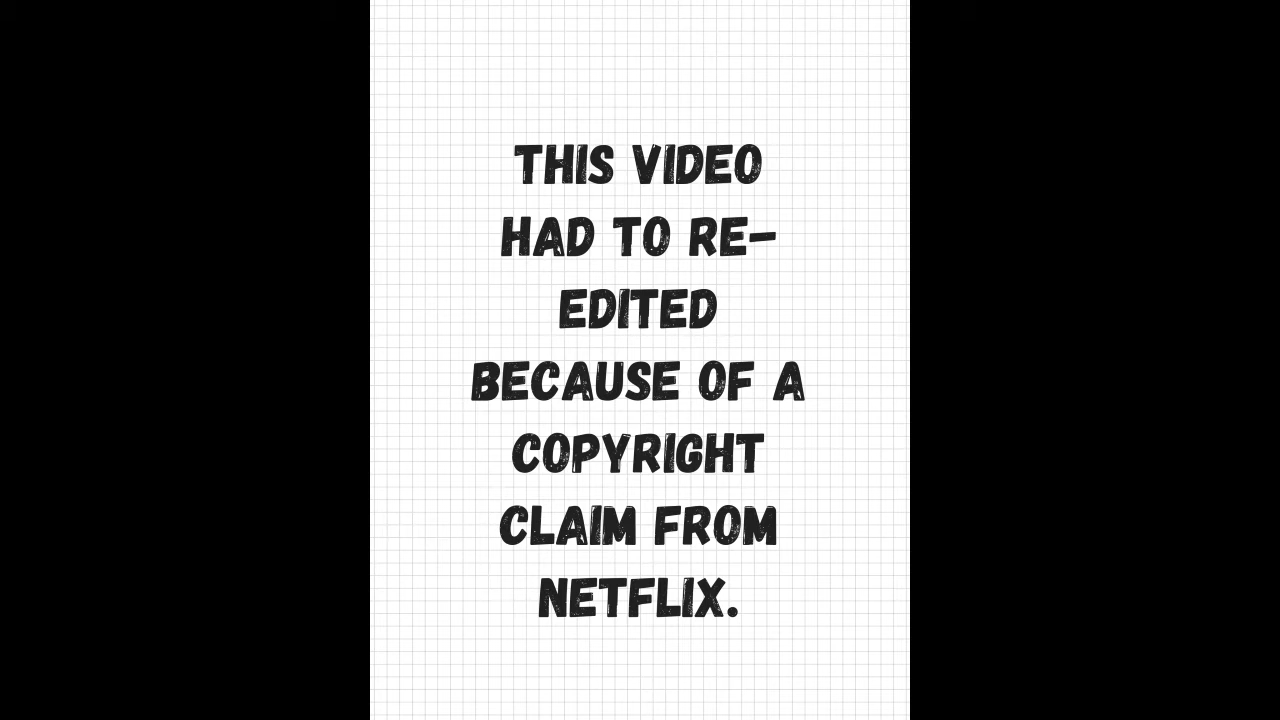 THIS VIDEO
HAD TO RE-
EDITED
BECAUSE OF A
COPYRIGHT
CLAIM FROM
NETFLIX.